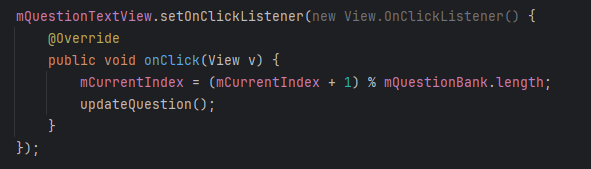 mQuestionTextView.setOnClickListener(new View.OnClickListener() {
    @Override
    public void onClick(View v) {
        mCurrentIndex = (mCurrentIndex + 1) % mQuestionBank.length;
        updateQuestion();
    }
});